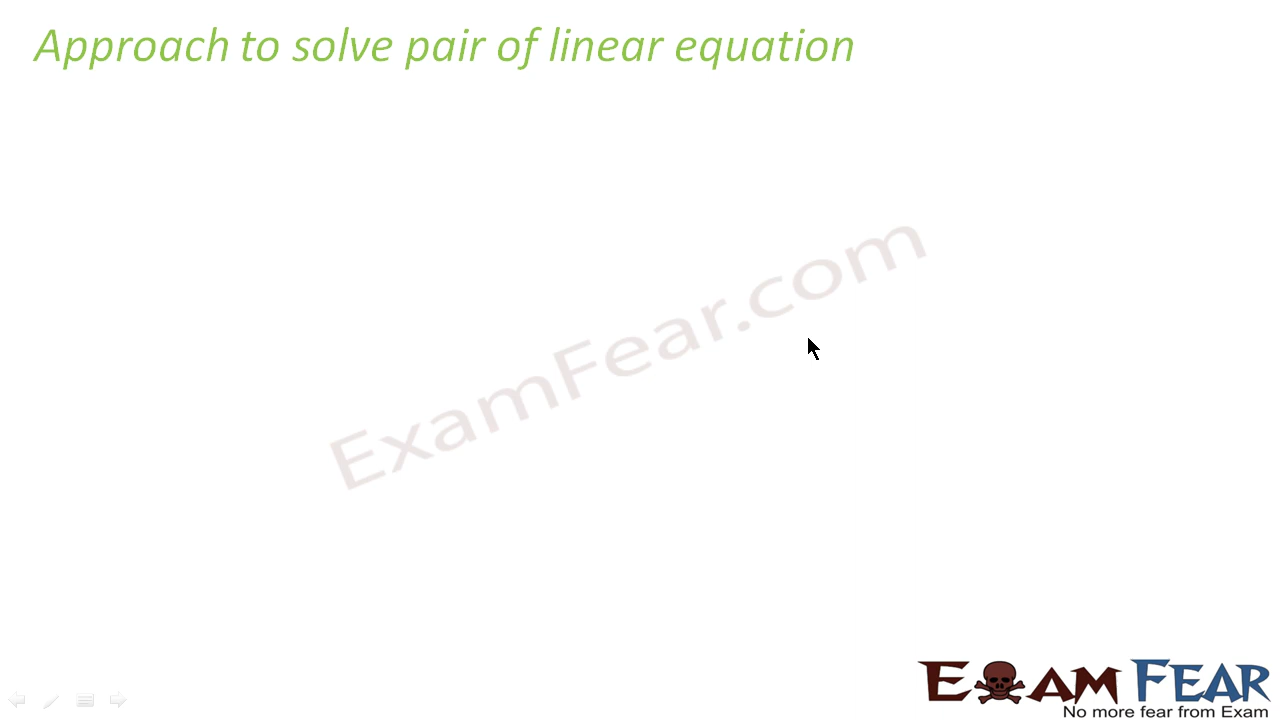 Approach to solve pair of linear equation
ExamFear.com
EXAM FEAR
No more fear from Exam